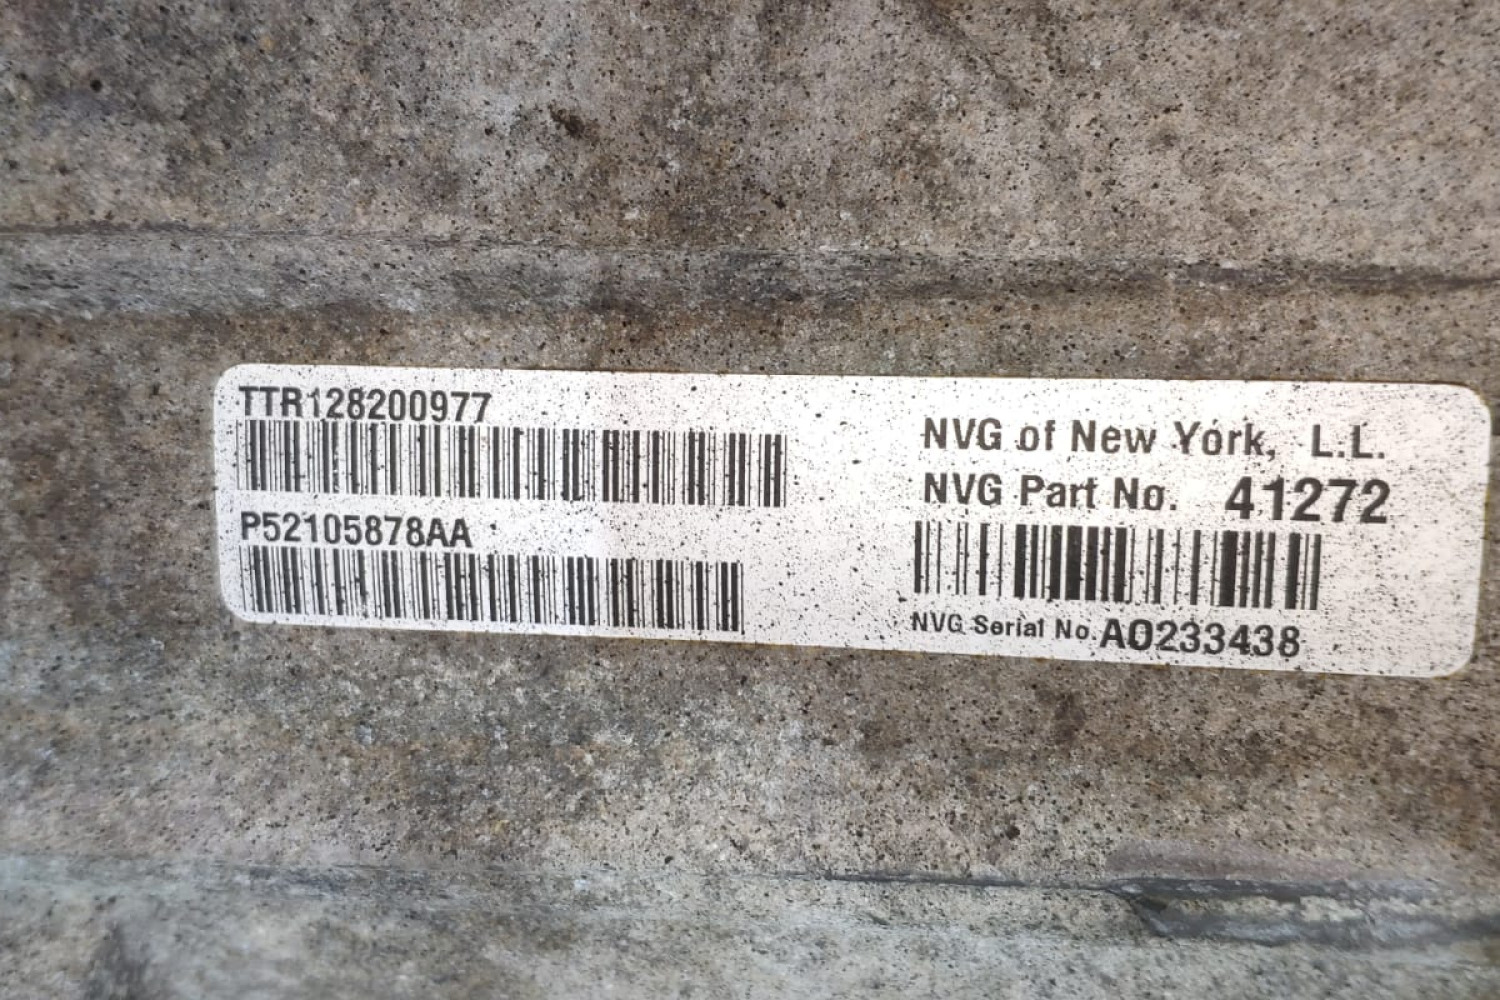 TTR128200977
P52105878AA
NVG of New York, L.L.
NVG Part No. 41272
NVG Serial No. A0233438